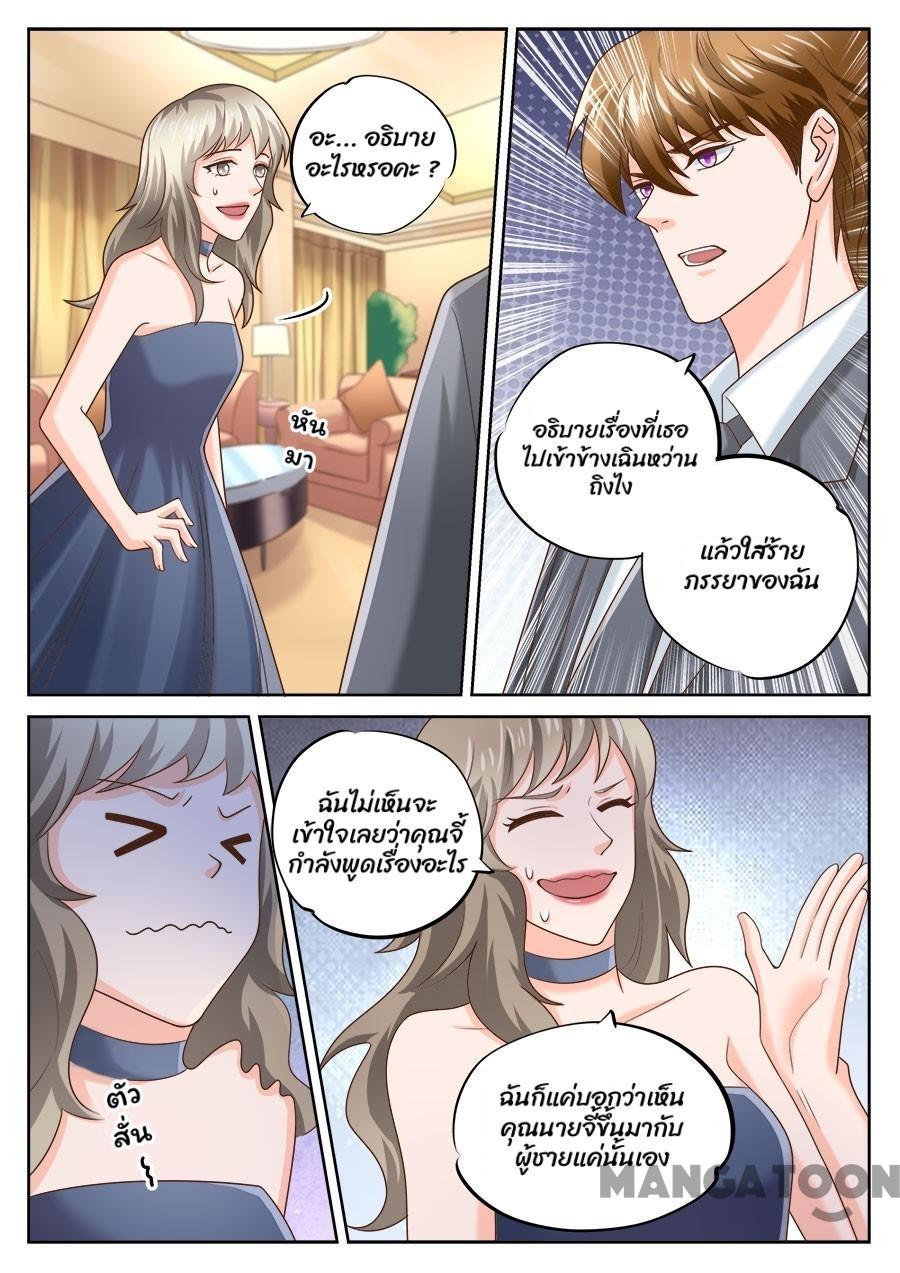 อะ... อธิบาย
อะไรหรอคะ ?
หัน
มา
อธิบายเรื่องที่เธอ
ไปเข้าข้างเฉินหว่าน
ถิงไง
แล้วใส่ร้าย
ภรรยาของฉัน
ตัว
สั่น
ฉันไม่เห็นจะ
เข้าใจเลยว่าคุณจี้
กำลังพูดเรื่องอะไร
ฉันก็แค่บอกว่าเห็น
คุณนายจี้ขึ้นมากับ
ผู้ชายแค่นั้นเอง
MANGATOON